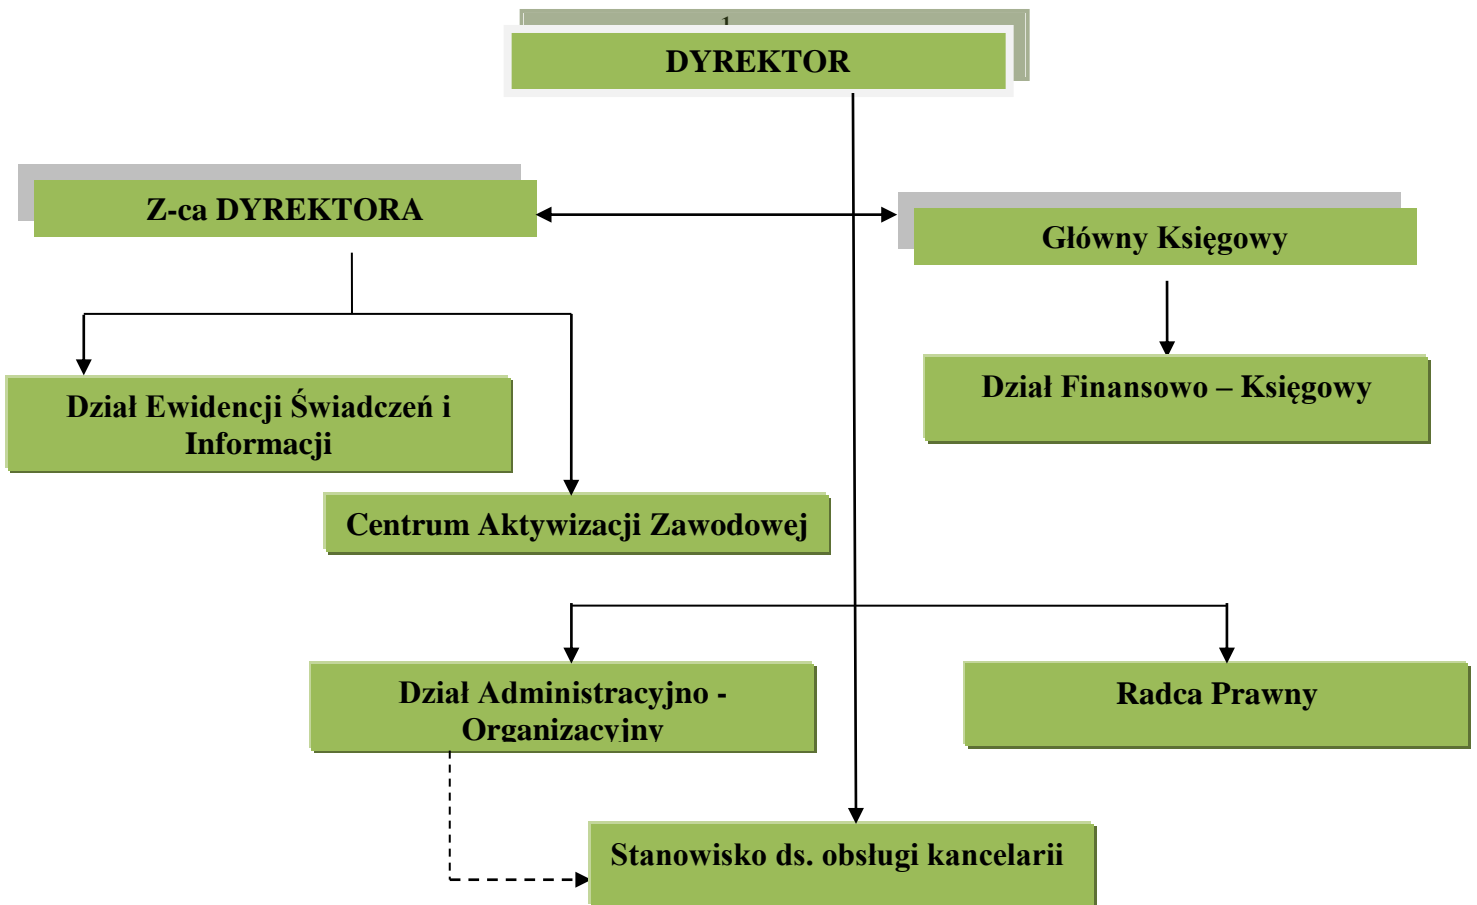 DYREKTOR
Z-ca DYREKTORA
Główny Księgowy
Dział Finansowo – Księgowy
Dział Ewidencji Świadczeń i
Informacji
Centrum Aktywizacji Zawodowej
Dział Administracyjno -
Organizacyjny
Radca Prawny
Stanowisko ds. obsługi kancelarii